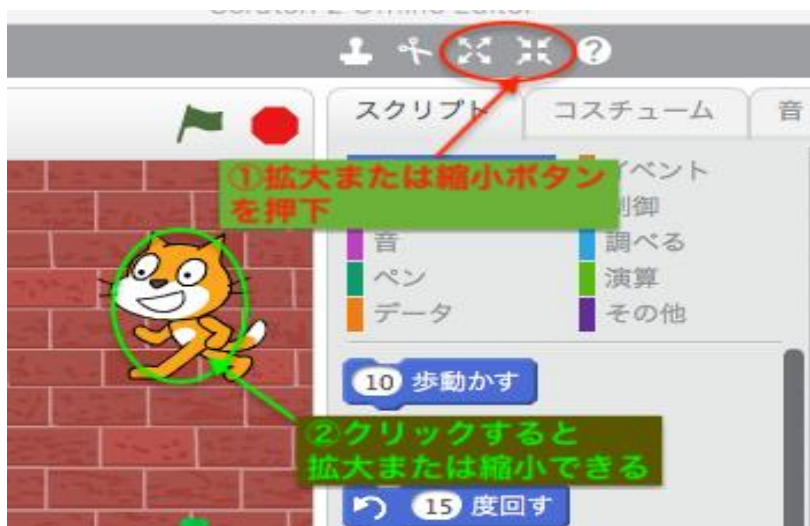 スクリプト
コスチューム
音
①拡大または縮小ボタン
を押下
イベント
制御
音
調べる
ペン
演算
データ
その他
10 歩動かす
②クリックすると
拡大または縮小できる
15 度回す